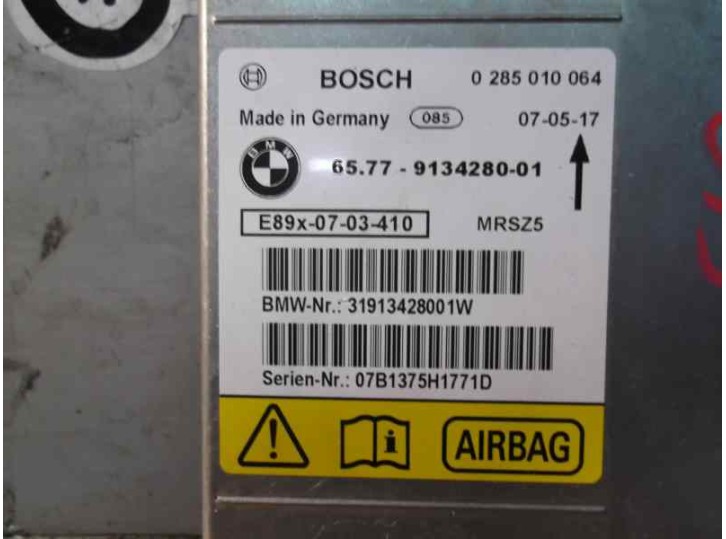 BOSCH 0 285 010 064
Made in Germany 085 07-05-17
BMW 65.77 - 9134280-01
E89x-07-03-410 MRSZ5
BMW-Nr.: 31913428001W
Serien-Nr.: 07B1375H1771D
i AIRBAG